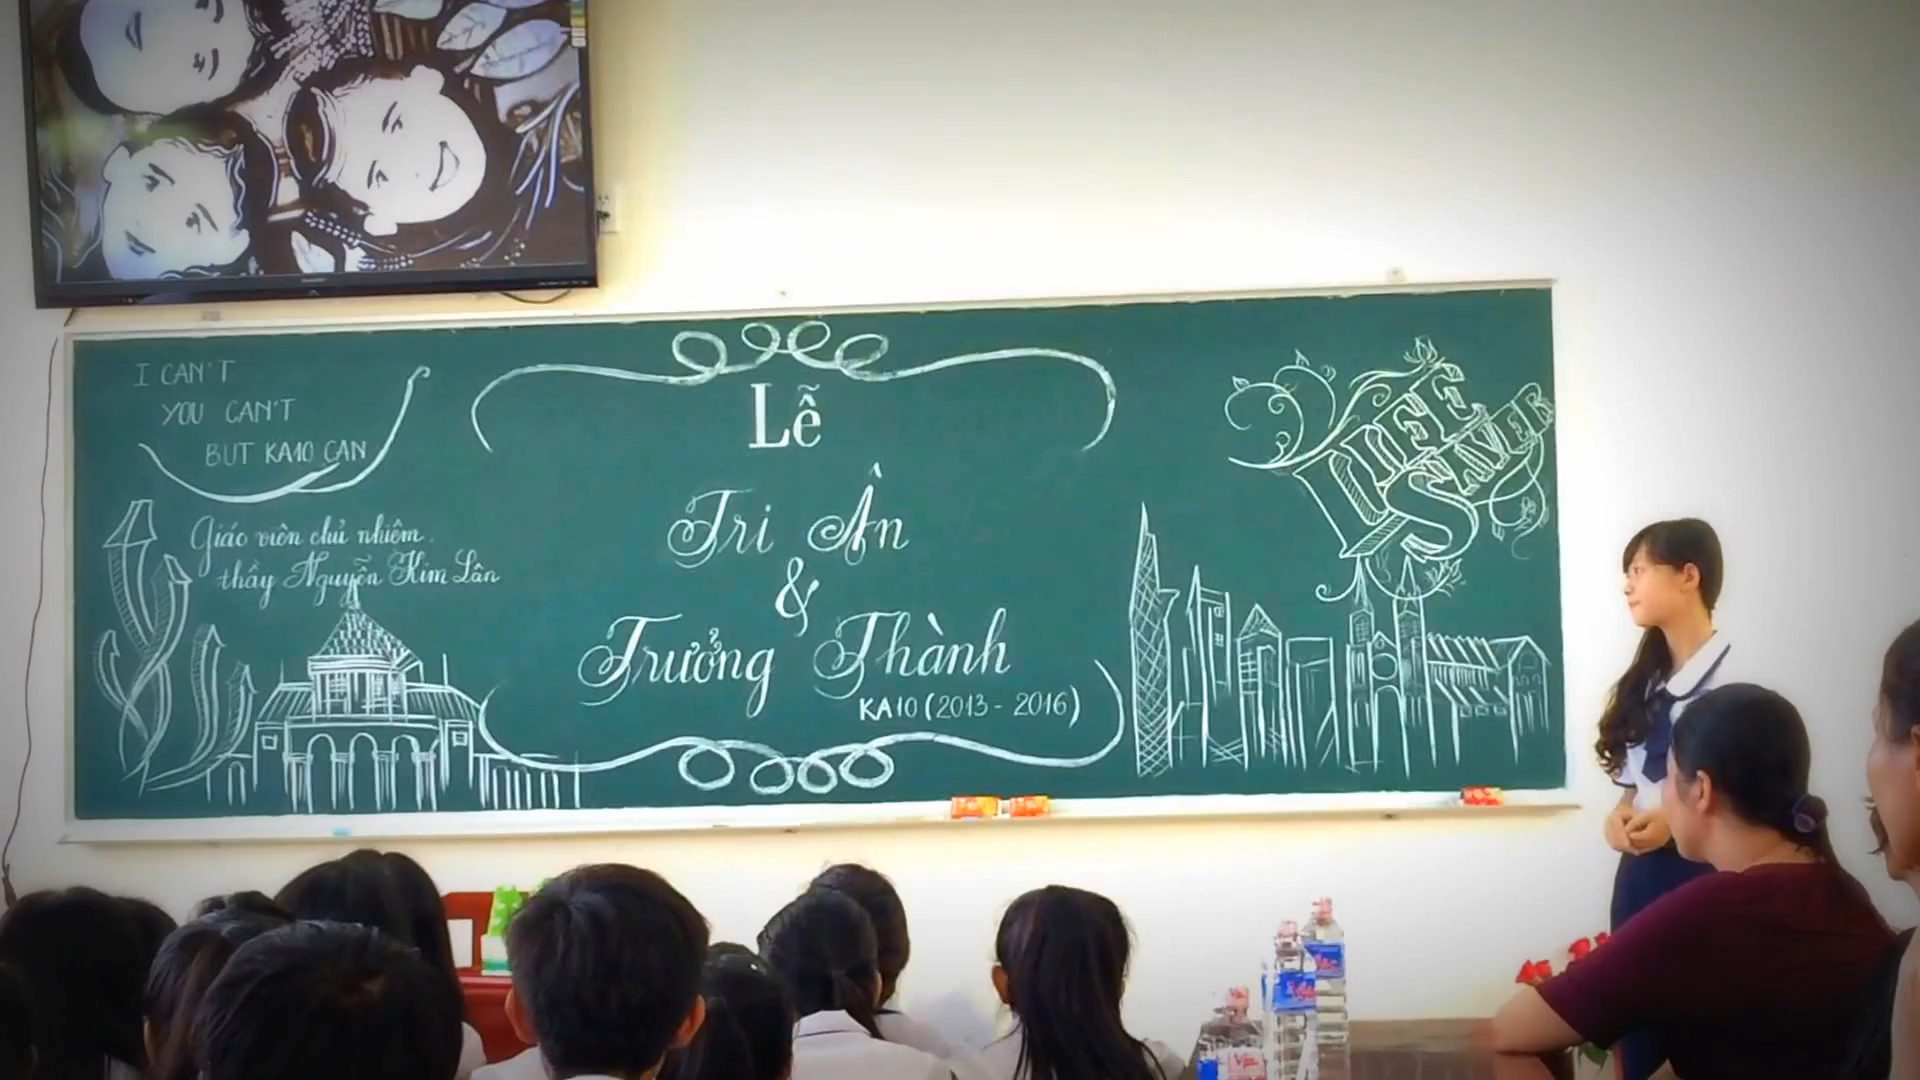 I CAN'T
YOU CAN'T
BUT KA10 CAN
Giáo viên chủ nhiệm.
thầy Nguyễn Kim Lân
Lễ
Tri Ân
&
Trưởng Thành
KA10 (2013 - 2016)
LIFE
SAVER